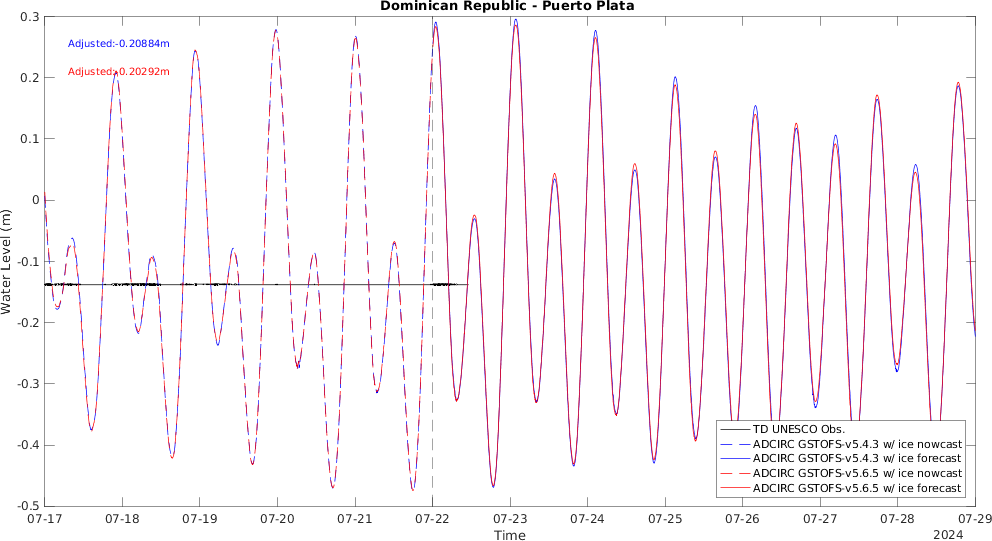 Dominican Republic - Puerto Plata
Adjusted:-0.20884m
Adjusted:-0.20292m
Water Level (m)
0.3
0.2
0.1
0
-0.1
-0.2
-0.3
-0.4
-0.5
TD UNESCO Obs.
ADCIRC GSTOFS-v5.4.3 w/ ice nowcast
ADCIRC GSTOFS-v5.4.3 w/ ice forecast
ADCIRC GSTOFS-v5.6.5 w/ ice nowcast
ADCIRC GSTOFS-v5.6.5 w/ ice forecast
07-17 07-18 07-19 07-20 07-21 07-22 07-23 07-24 07-25 07-26 07-27 07-28 07-29
Time
2024